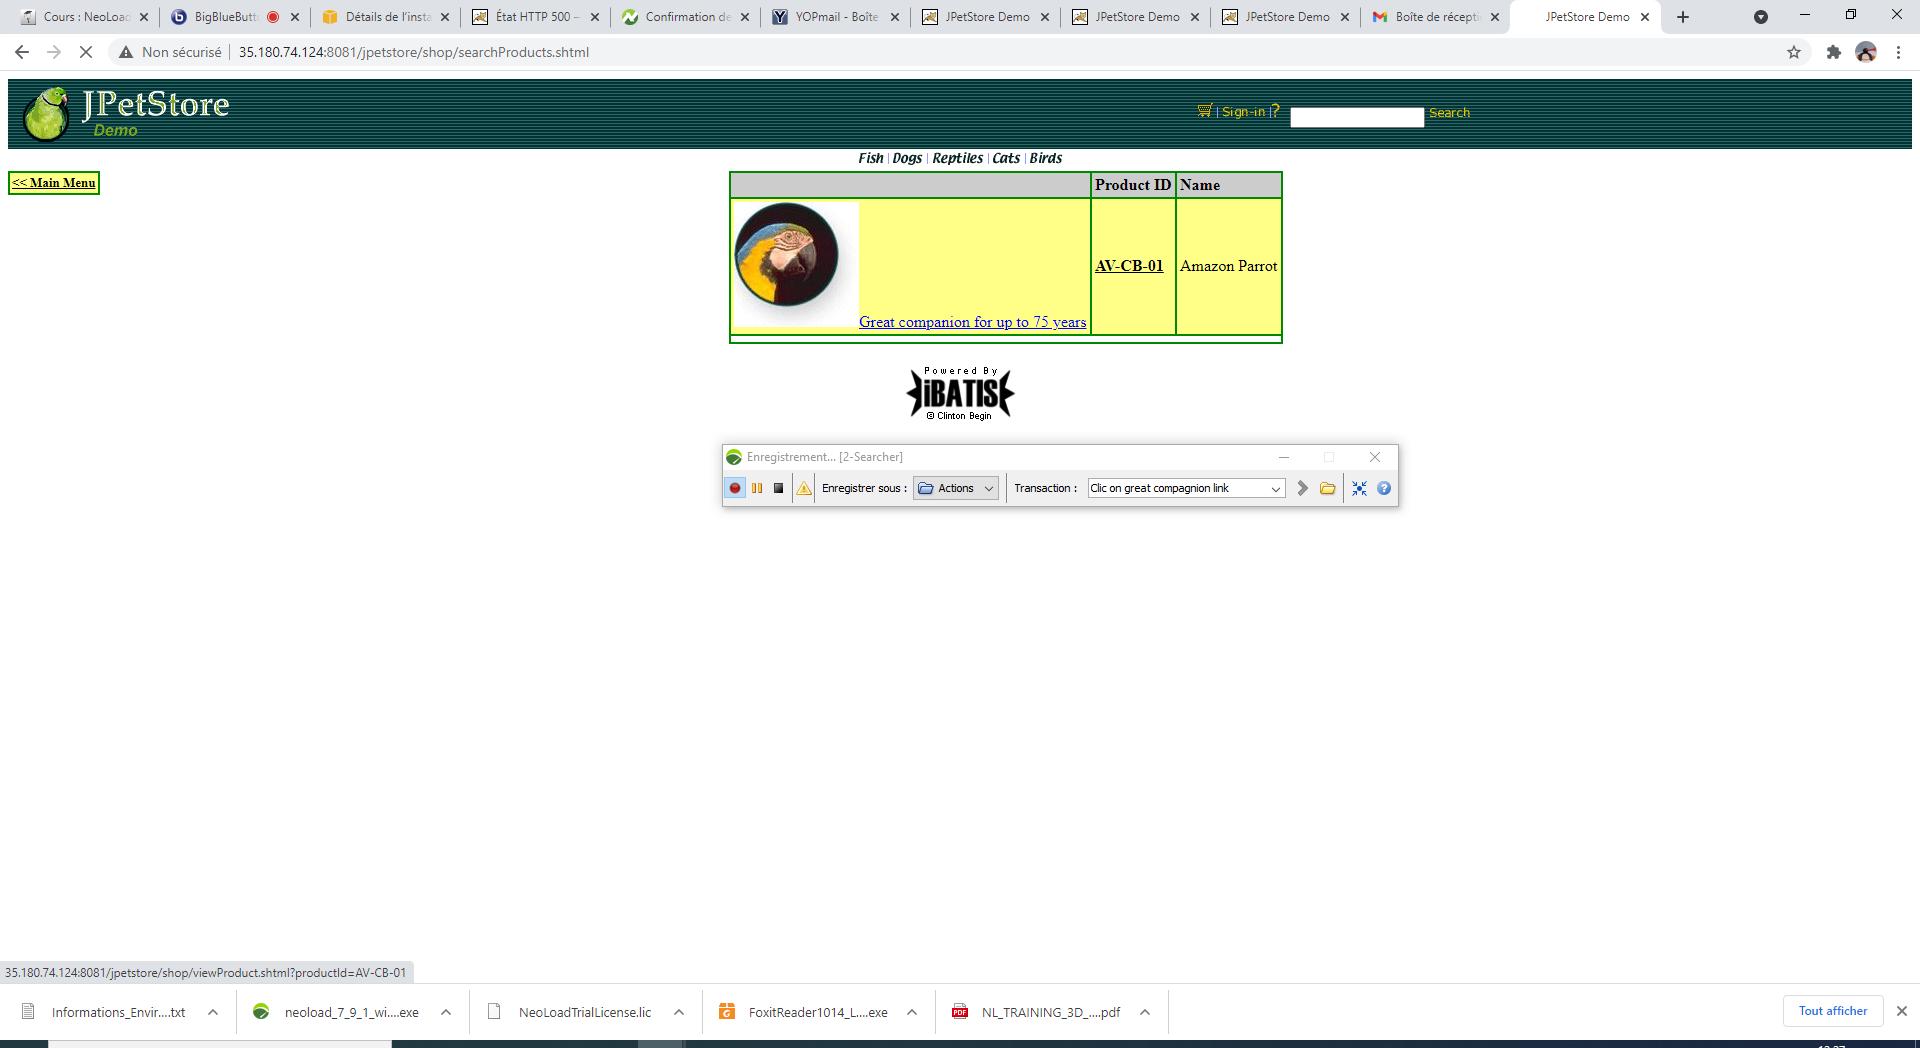 Cours : NeoLoad
BigBlueButt
Détails de l'insta
État HTTP 500 –
Confirmation de
YOPmail - Boîte
JPetStore Demo
JPetStore Demo
JPetStore Demo
Boîte de récepti
JPetStore Demo
Non sécurisé
35.180.74.124:8081/jpetstore/shop/searchProducts.shtml
JPetStore
Demo
| Sign-in |?
Search
Fish | Dogs | Reptiles | Cats | Birds
<< Main Menu
Product ID
Name
Great companion for up to 75 years
AV-CB-01
Amazon Parrot
Powered By
iBATIS
© Clinton Begin
Enregistrement... [2-Searcher]
Enregistrer sous :
Actions
Transaction :
Clic on great compagnion link
35.180.74.124:8081/jpetstore/shop/viewProduct.shtml?productId=AV-CB-01
Informations_Envir....txt
neoload_7_9_1_wi....exe
NeoLoadTrialLicense.lic
FoxitReader1014_L....exe
NL_TRAINING_3D_....pdf
Tout afficher